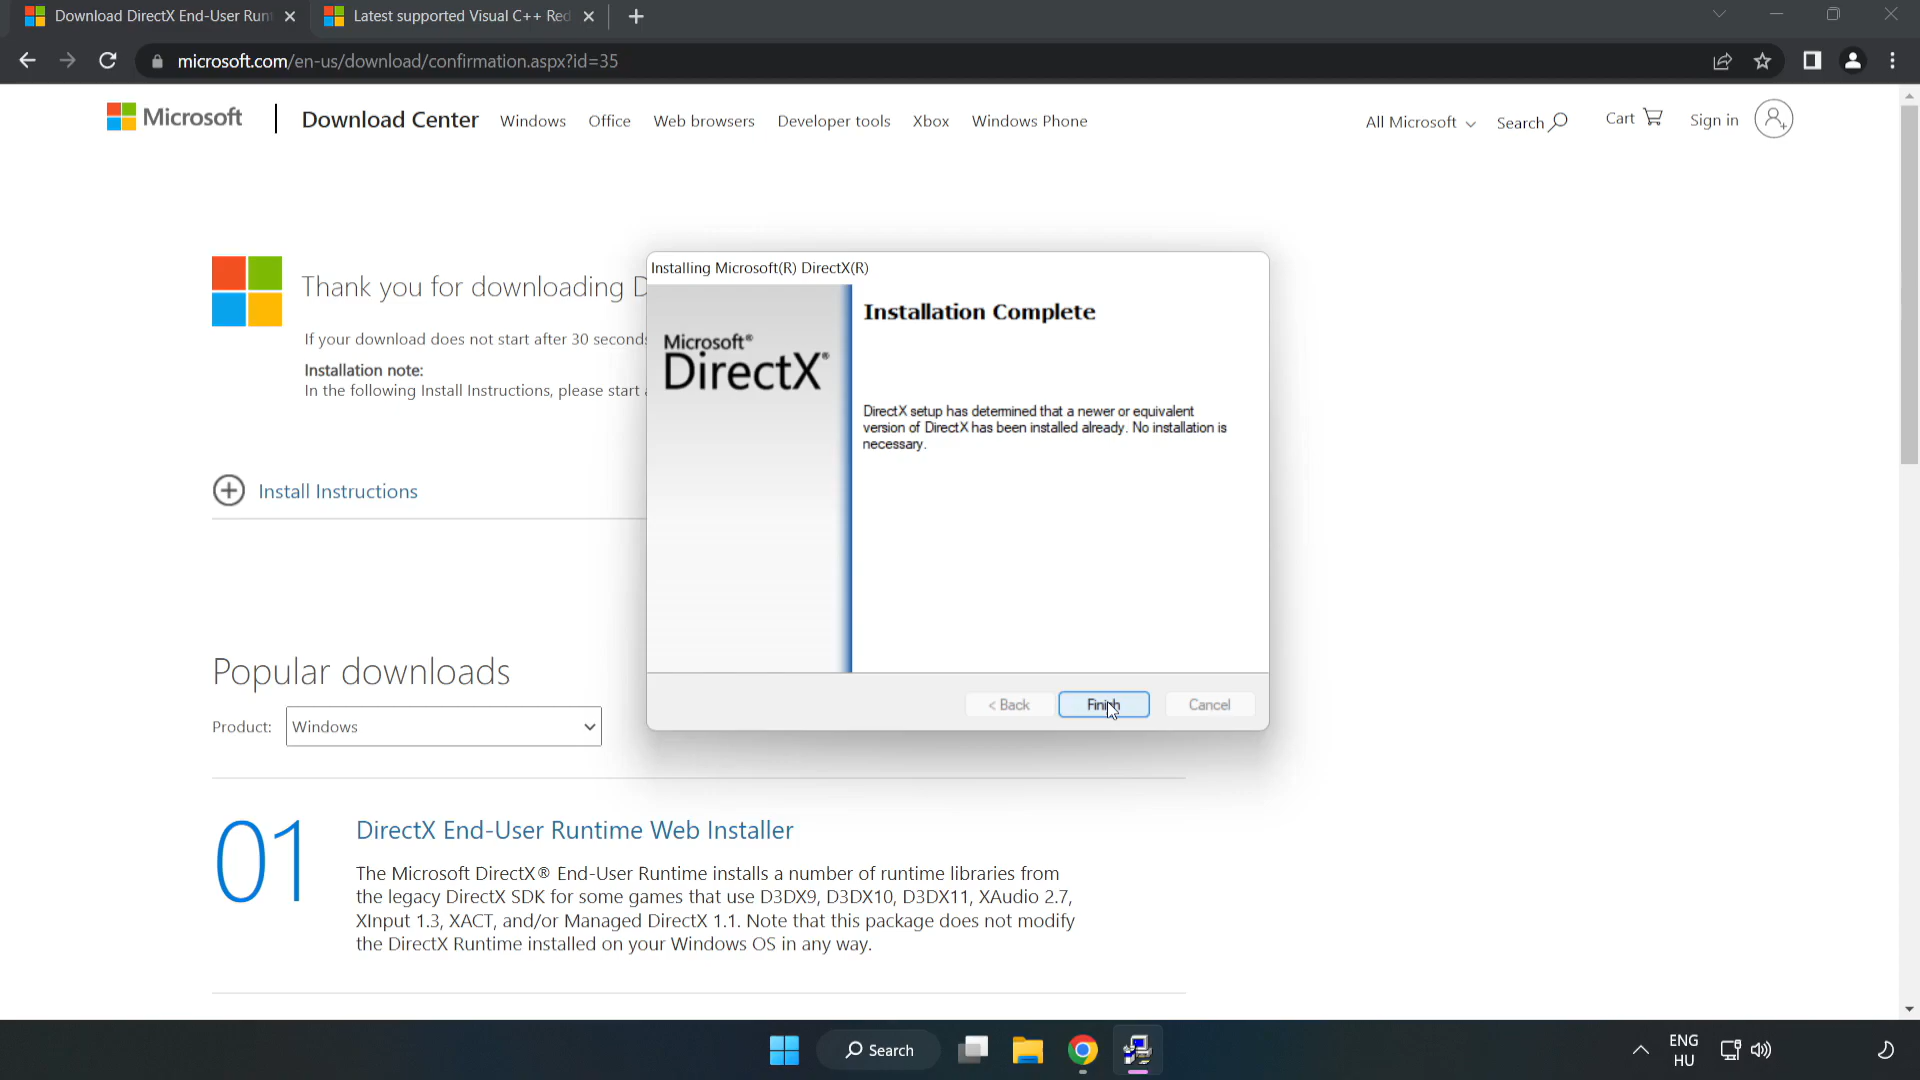 Download DirectX End-User Runt
Latest supported Visual C++ Red
microsoft.com/en-us/download/confirmation.aspx?id=35
Microsoft
Download Center
Windows
Office
Web browsers
Developer tools
Xbox
Windows Phone
All Microsoft
Search
Cart
Sign in
Thank you for downloading D
If your download does not start after 30 seconds
Installation note:
In the following Install Instructions, please start a
Install Instructions
Installing Microsoft(R) DirectX(R)
Microsoft®
DirectX®
Installation Complete
DirectX setup has determined that a newer or equivalent
version of DirectX has been installed already. No installation is
necessary.
< Back
Finish
Cancel
Popular downloads
Product:
Windows
01
DirectX End-User Runtime Web Installer
The Microsoft DirectX® End-User Runtime installs a number of runtime libraries from
the legacy DirectX SDK for some games that use D3DX9, D3DX10, D3DX11, XAudio 2.7,
XInput 1.3, XACT, and/or Managed DirectX 1.1. Note that this package does not modify
the DirectX Runtime installed on your Windows OS in any way.
Search
ENG
HU